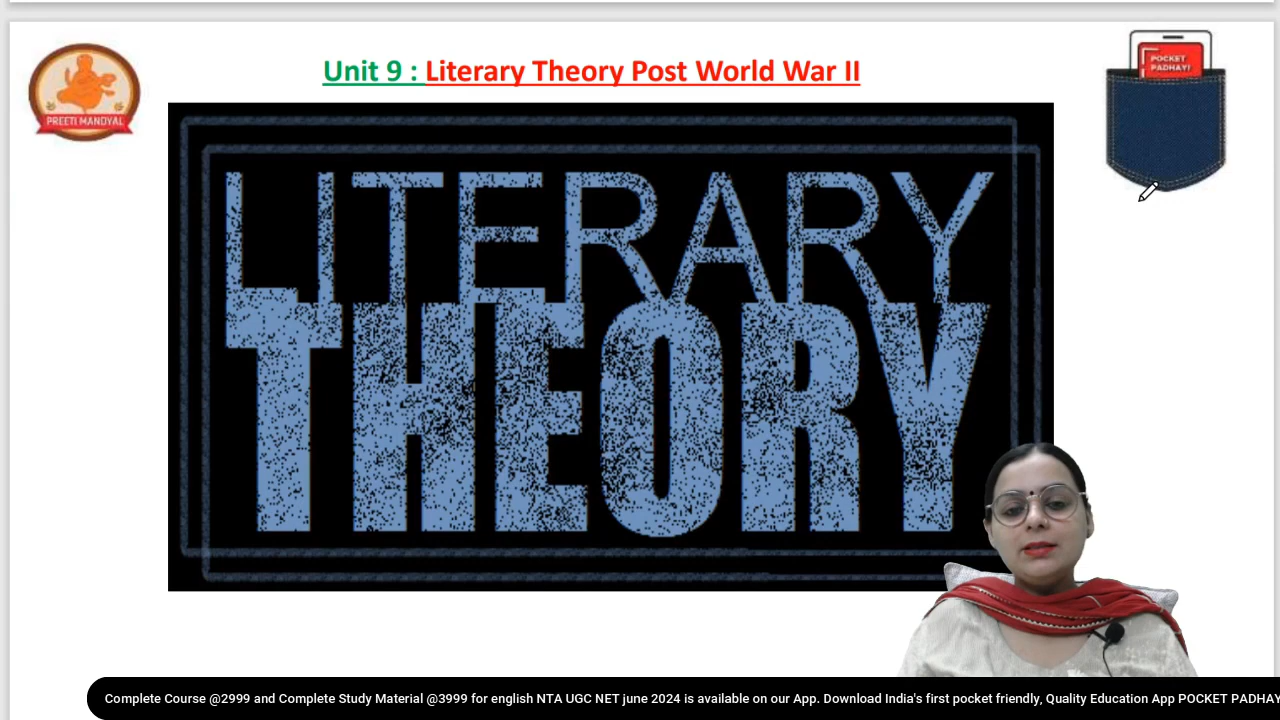 Unit 9 : Literary Theory Post World War II
POCKET
PADHAY!
PREETI MANDYAL
LITERARY
THEORY
Complete Course @2999 and Complete Study Material @3999 for english NTA UGC NET june 2024 is available on our App. Download India's first pocket friendly, Quality Education App POCKET PADHAY